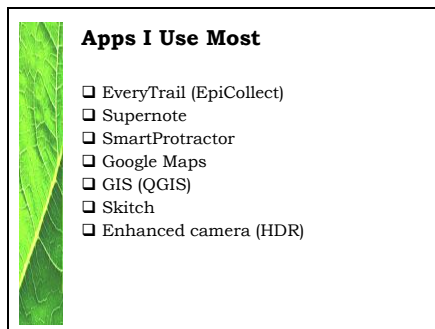 Apps I Use Most
❑ EveryTrail (EpiCollect)
❑ Supernote
❑ SmartProtractor
❑ Google Maps
❑ GIS (QGIS)
❑ Skitch
❑ Enhanced camera (HDR)